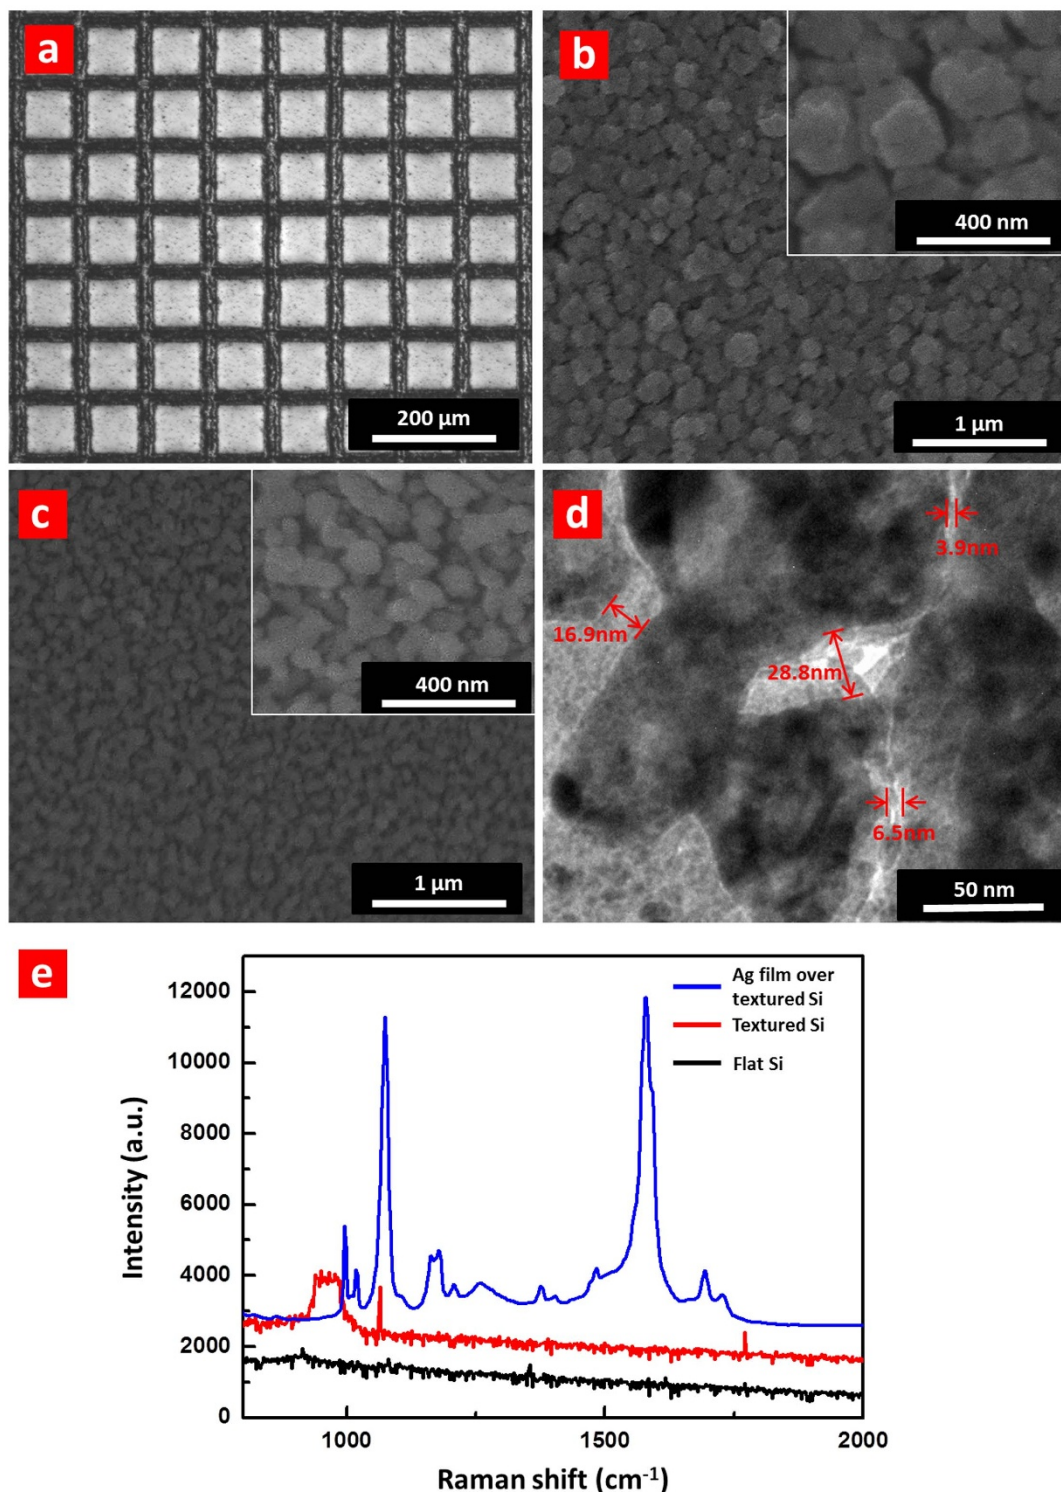 a
200 μm
b
400 nm
1 μm
c
400 nm
1 μm
d
3.9nm
16.9nm
28.8nm
6.5nm
50 nm
e
Ag film over
textured Si
Textured Si
Flat Si
12000
10000
8000
6000
4000
2000
0
Intensity (a.u.)
1000
1500
2000
Raman shift (cm⁻¹)